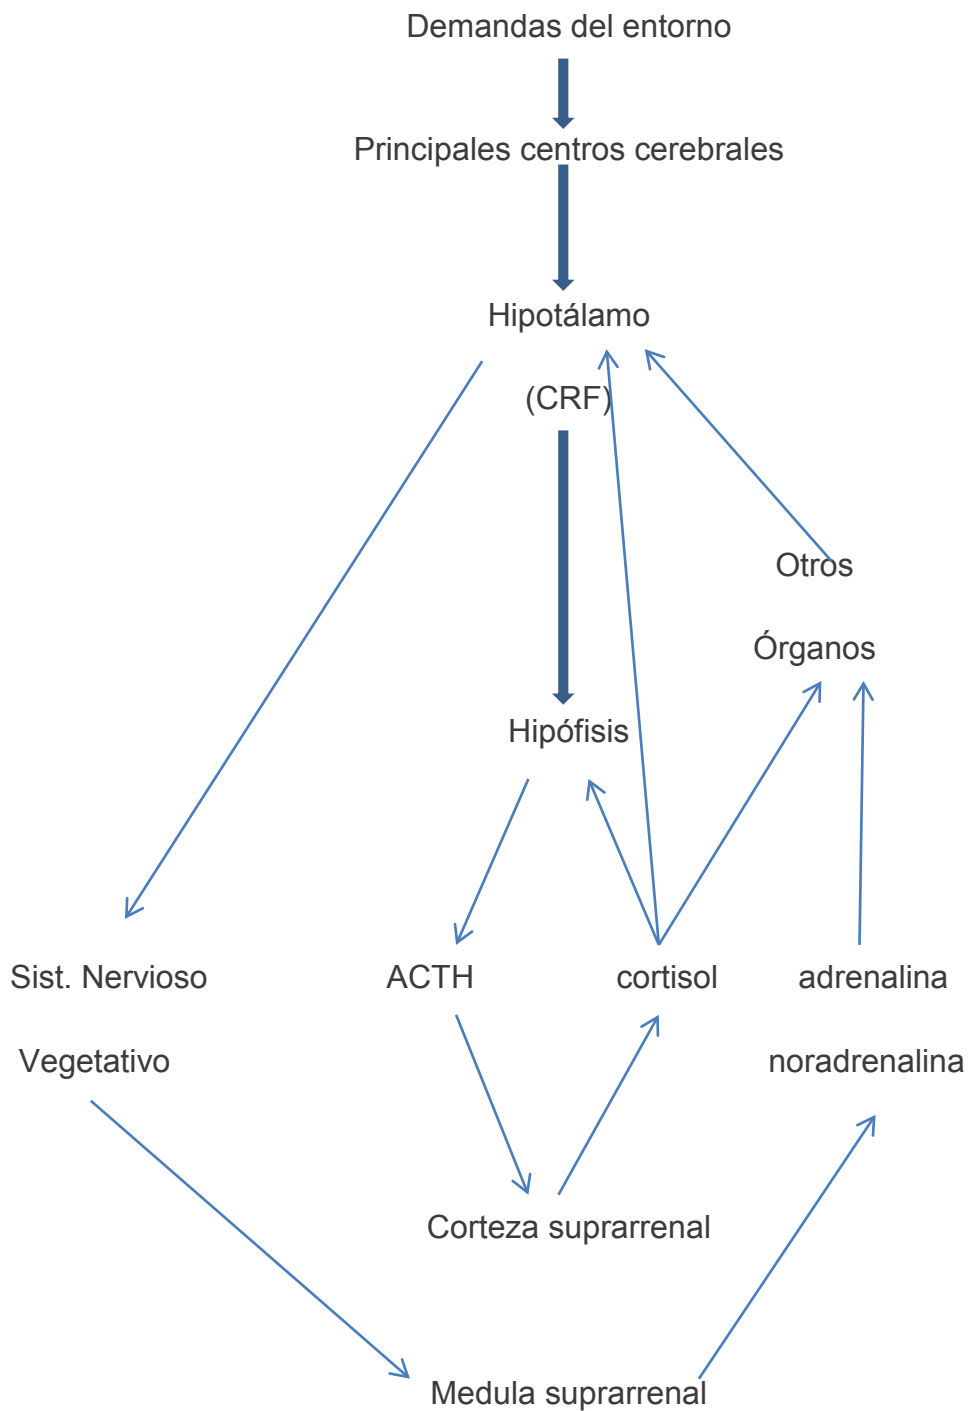 Demandas del entorno
Principales centros cerebrales
Hipotálamo
(CRF)
Otros
Órganos
Hipófisis
Sist. Nervioso
Vegetativo
ACTH
cortisol
adrenalina
noradrenalina
Corteza suprarrenal
Medula suprarrenal